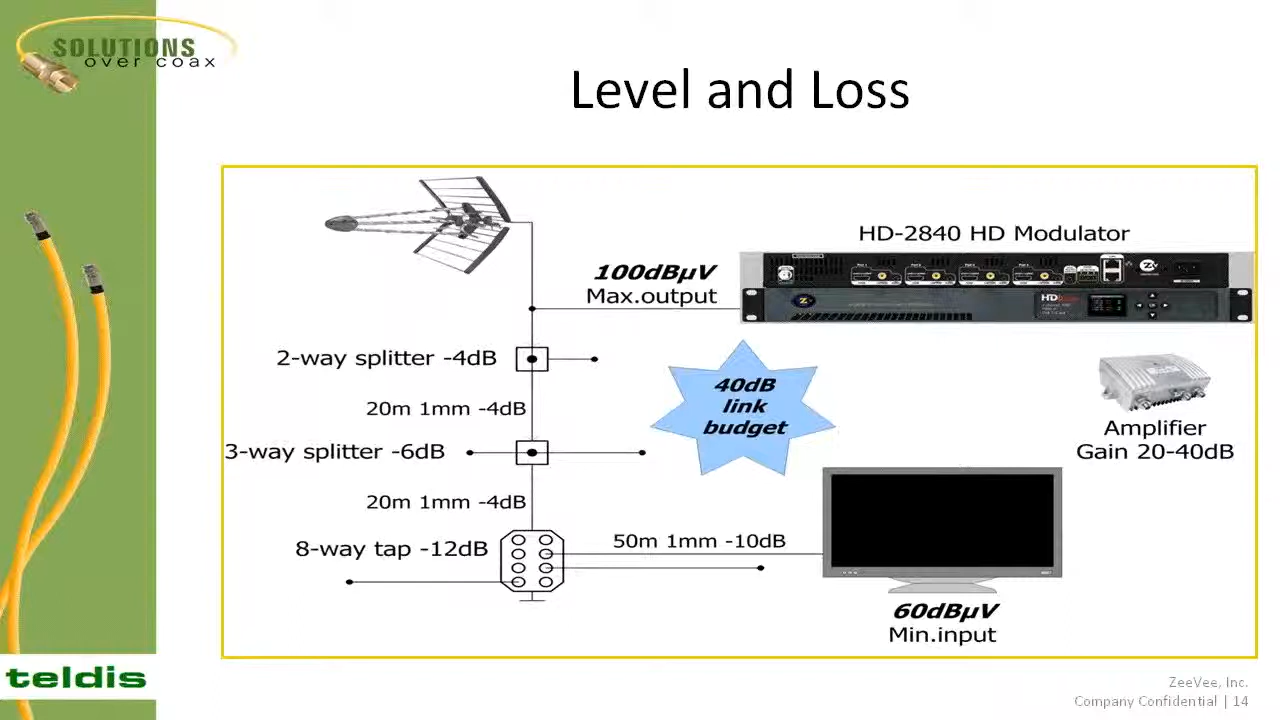 SOLUTIONS
over coax
Level and Loss
HD-2840 HD Modulator
100dBµV
Max.output
2-way splitter -4dB
20m 1mm -4dB
40dB
link
budget
Amplifier
Gain 20-40dB
3-way splitter -6dB
20m 1mm -4dB
8-way tap -12dB
50m 1mm -10dB
60dBµV
Min.input
teldis
ZeeVee, Inc.
Company Confidential | 14